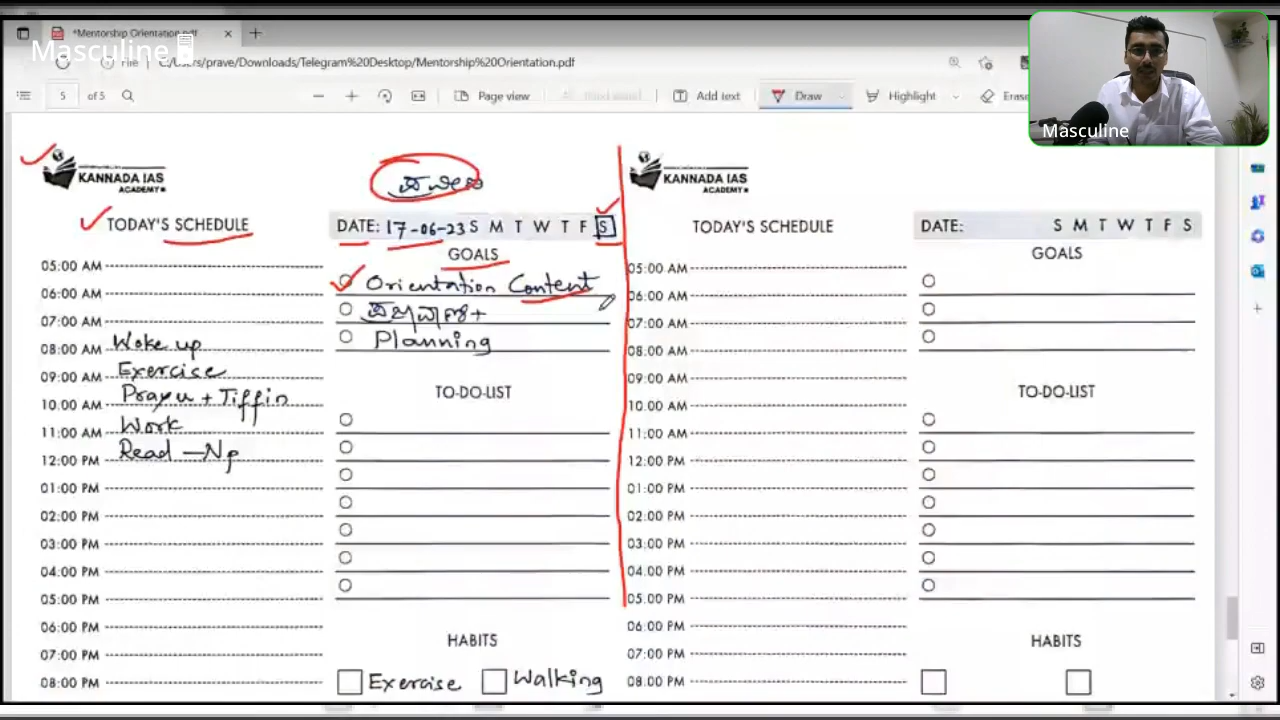 *Mentorship Orientation.pdf
Masculine
File C:/Users/prave/Downloads/Telegram%20Desktop/Mentorship%20Orientation.pdf
5 of 5 Page view Add text Draw Highlight Erase
Masculine
KANNADA IAS
ACADEMY
TODAY'S SCHEDULE
DATE: 17-06-23 S M T W T F S
GOALS
Orientation Content
Planning
05:00 AM
06:00 AM
07:00 AM
08:00 AM Woke up
09:00 AM Exercise
10:00 AM Prayer + Tiffin
11:00 AM Work
12:00 PM Read — Np
01:00 PM
02:00 PM
03:00 PM
04:00 PM
05:00 PM
06:00 PM
07:00 PM
08:00 PM
TO-DO-LIST
HABITS
Exercise Walking
KANNADA IAS
ACADEMY
TODAY'S SCHEDULE
DATE: S M T W T F S
GOALS
05:00 AM
06:00 AM
07:00 AM
08:00 AM
09:00 AM
10:00 AM
11:00 AM
12:00 PM
01:00 PM
02:00 PM
03:00 PM
04:00 PM
05:00 PM
06:00 PM
07:00 PM
08:00 PM
TO-DO-LIST
HABITS